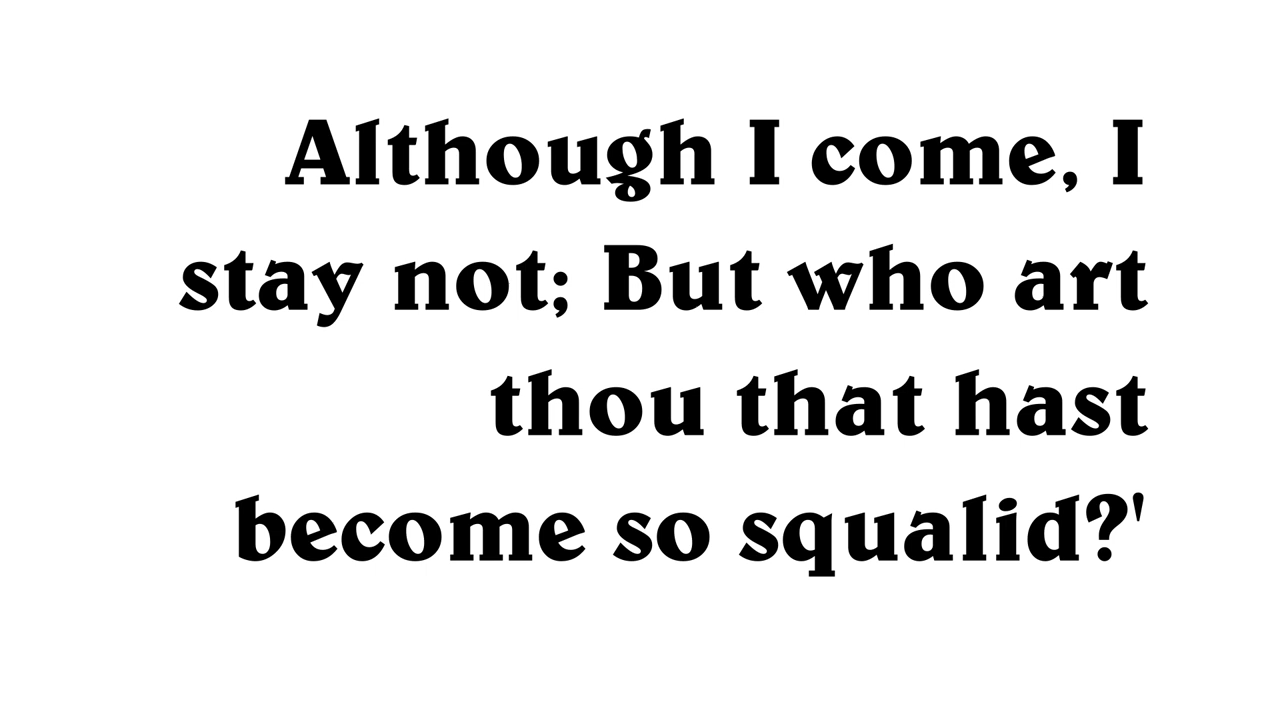 Although I come, I
stay not; But who art
thou that hast
become so squalid?'